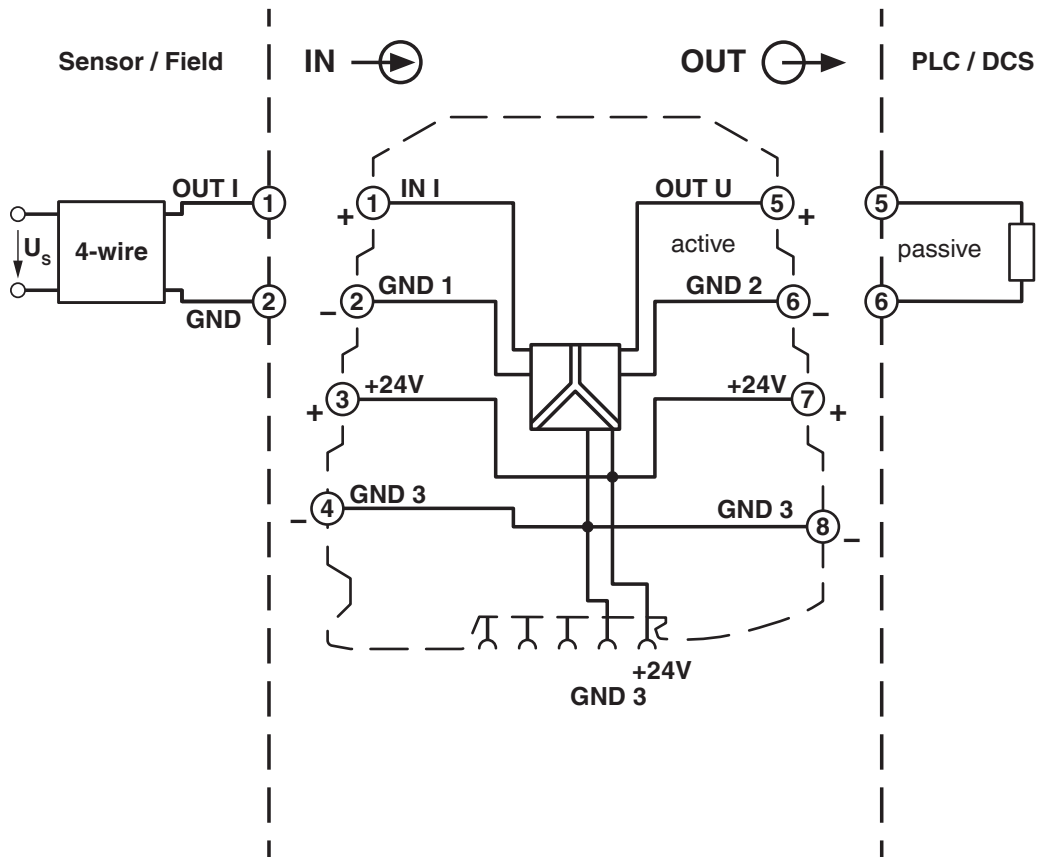 Sensor / Field
IN
OUT
PLC / DCS
OUT I
1
1
IN I
OUT U
5
5
+
+
Us
4-wire
active
passive
GND
2
2
GND 1
GND 2
6
6
–
–
3
+24V
+24V
7
+
+
4
GND 3
GND 3
8
–
–
+24V
GND 3